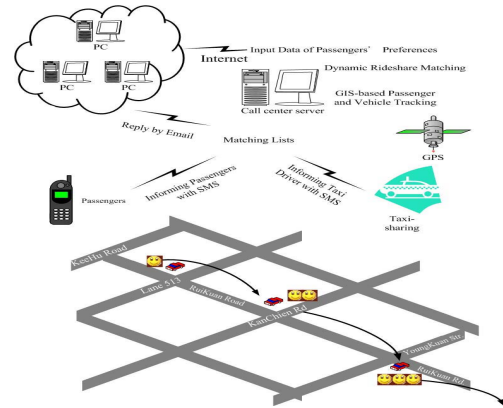 PC
PC
PC
Internet
Input Data of Passengers' Preferences
Dynamic Rideshare Matching
GIS-based Passenger
and Vehicle Tracking
Call center server
Reply by Email
Matching Lists
GPS
Passengers
Informing Passengers
with SMS
Informing Taxi
Driver with SMS
Taxi-
sharing
KeeHu Road
Lane 513
RuiKuan Road
KanChien Rd
YoungKuan Str
RuiKuan Rd